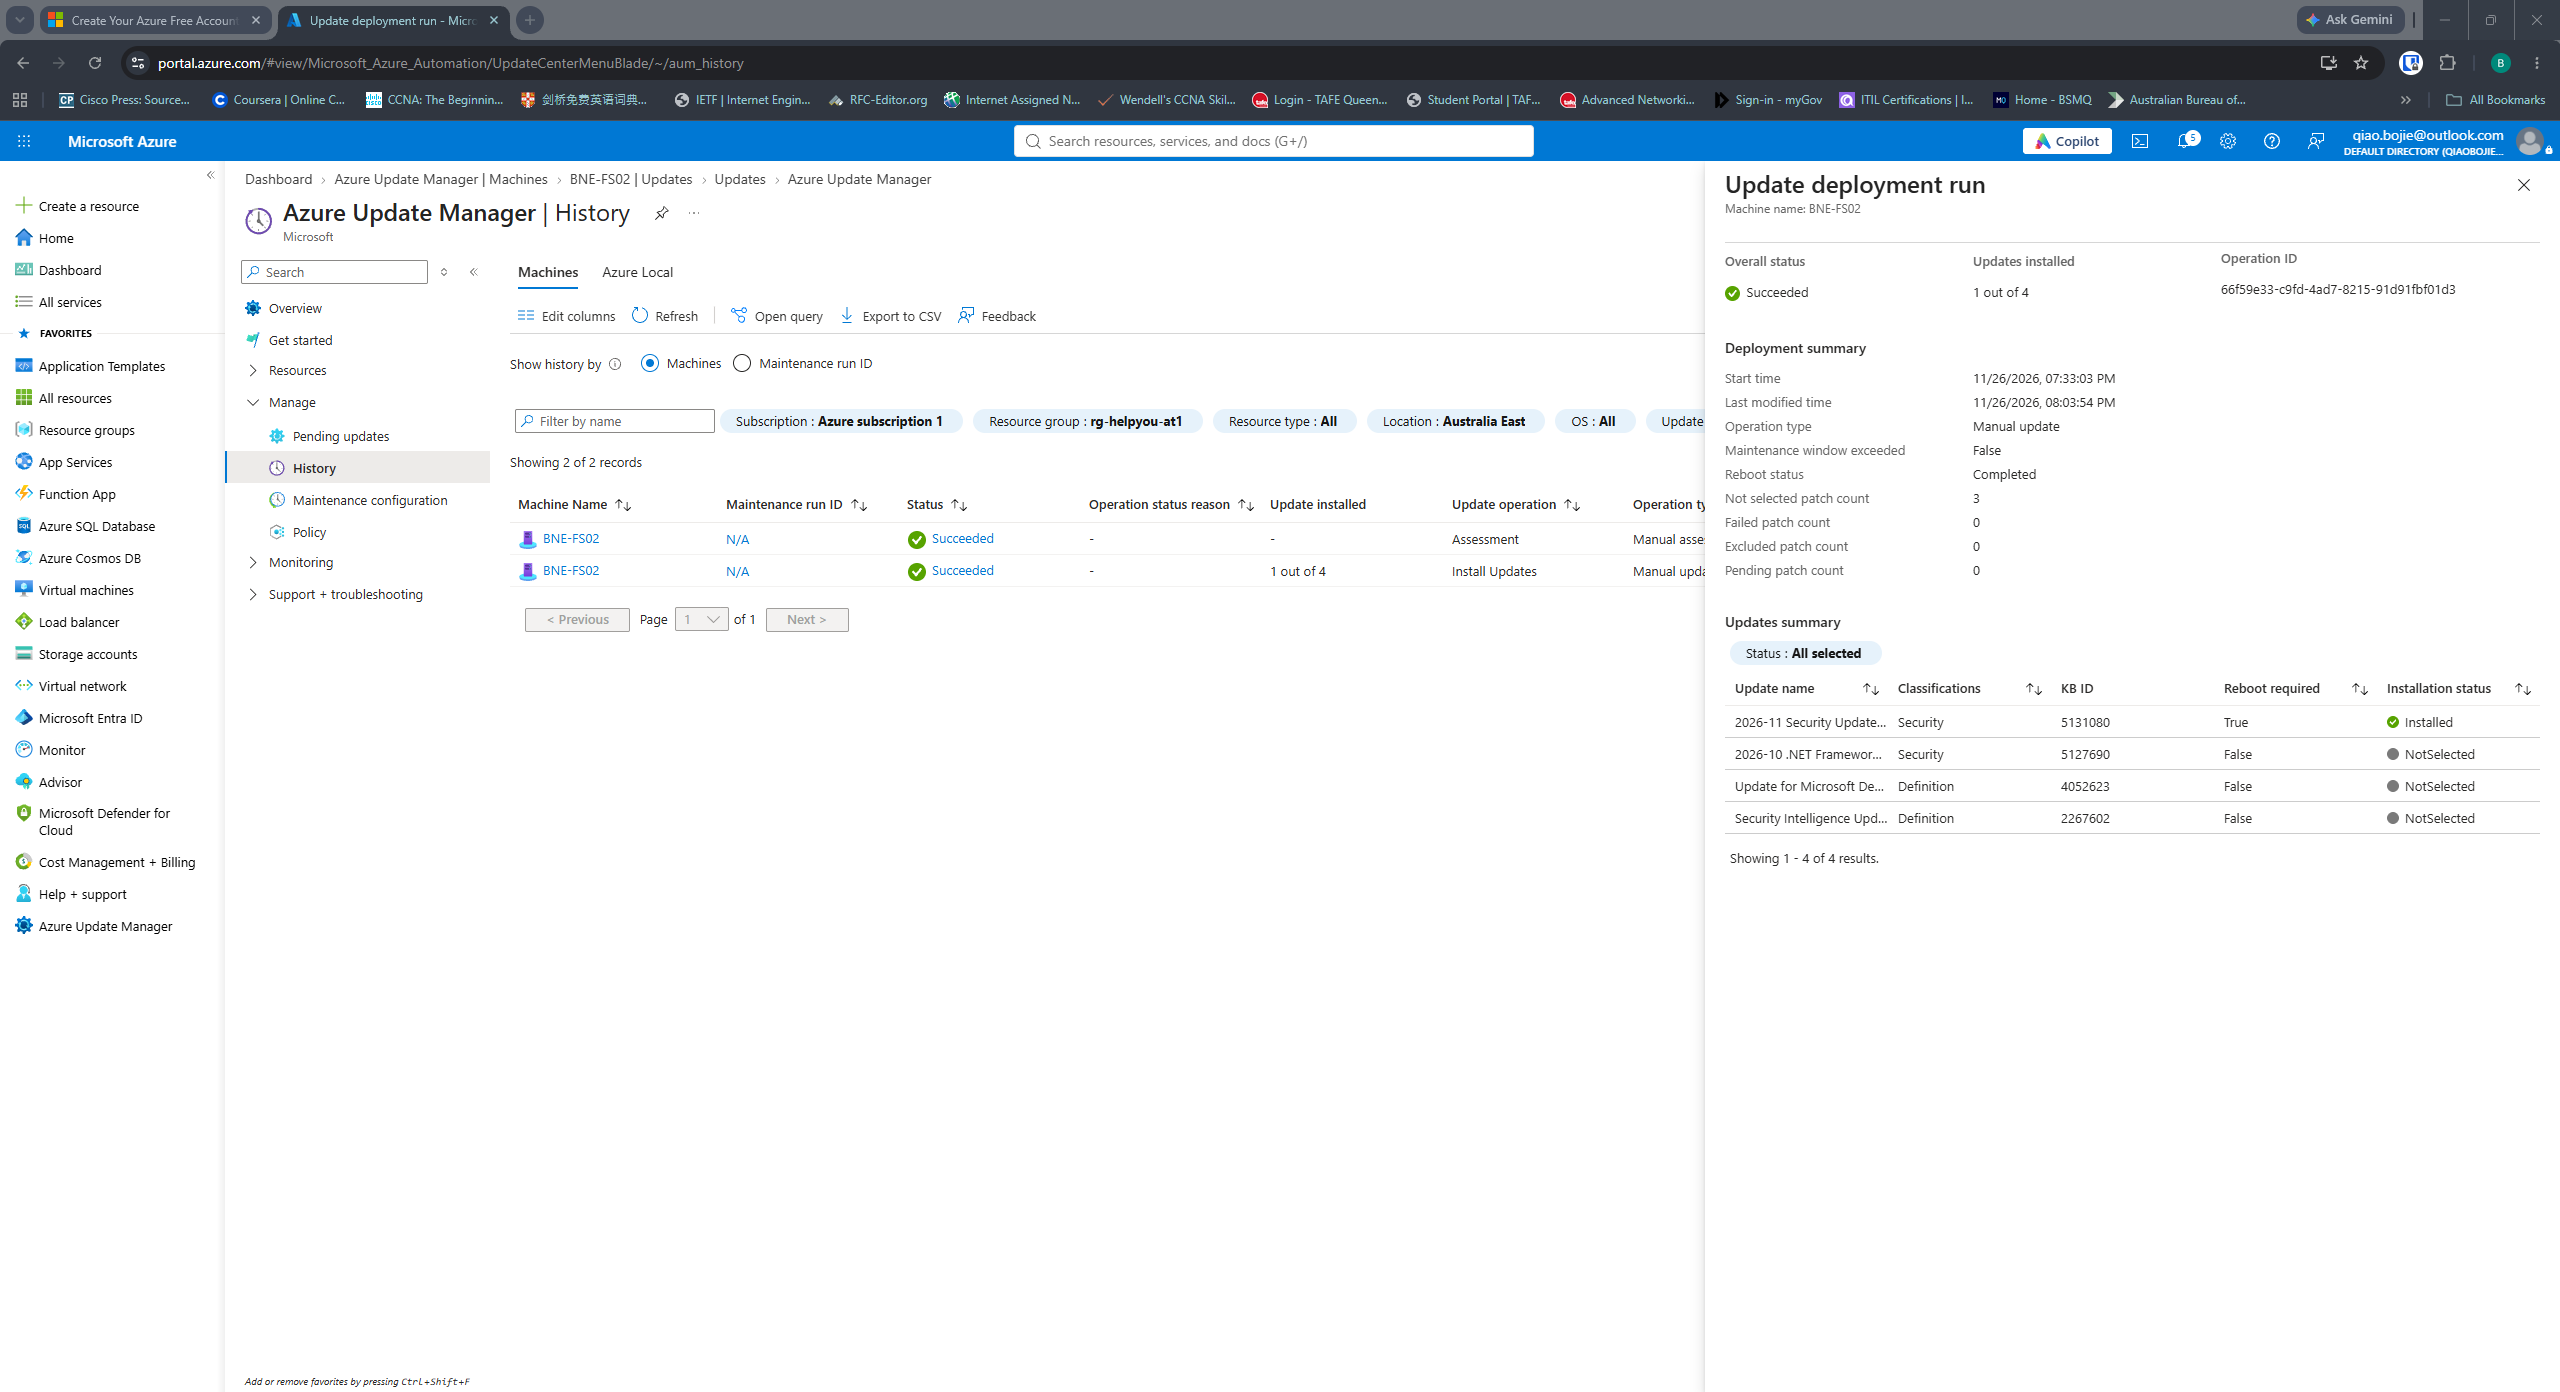 Create Your Azure Free Account
Update deployment run - Micro
Ask Gemini
portal.azure.com/#view/Microsoft_Azure_Automation/UpdateCenterMenuBlade/~/aum_history
B
Cisco Press: Source...
Coursera | Online C...
CCNA: The Beginnin...
剑桥免费英语词典...
IETF | Internet Engin...
RFC-Editor.org
Internet Assigned N...
Wendell's CCNA Skil...
Login - TAFE Queen...
Student Portal | TAF...
Advanced Networki...
Sign-in - myGov
ITIL Certifications | I...
Home - BSMQ
Australian Bureau of...
All Bookmarks
Microsoft Azure
Search resources, services, and docs (G+/)
Copilot
5
qiao.bojie@outlook.com
DEFAULT DIRECTORY (QIAOBOJIE...
Create a resource
Home
Dashboard
All services
FAVORITES
Application Templates
All resources
Resource groups
App Services
Function App
Azure SQL Database
Azure Cosmos DB
Virtual machines
Load balancer
Storage accounts
Virtual network
Microsoft Entra ID
Monitor
Advisor
Microsoft Defender for
Cloud
Cost Management + Billing
Help + support
Azure Update Manager
Dashboard > Azure Update Manager | Machines > BNE-FS02 | Updates > Updates > Azure Update Manager
Azure Update Manager | History
Microsoft
Search
Overview
Get started
Resources
Manage
Pending updates
History
Maintenance configuration
Policy
Monitoring
Support + troubleshooting
Machines Azure Local
Edit columns Refresh Open query Export to CSV Feedback
Show history by Machines Maintenance run ID
Filter by name Subscription : Azure subscription 1 Resource group : rg-helpyou-at1 Resource type : All Location : Australia East OS : All Update
Showing 2 of 2 records
Machine Name Maintenance run ID Status Operation status reason Update installed Update operation Operation ty
BNE-FS02 N/A Succeeded - - Assessment Manual asse
BNE-FS02 N/A Succeeded - 1 out of 4 Install Updates Manual upda
< Previous Page 1 of 1 Next >
Add or remove favorites by pressing Ctrl+Shift+F
Update deployment run
Machine name: BNE-FS02
Overall status Updates installed Operation ID
Succeeded 1 out of 4 66f59e33-c9fd-4ad7-8215-91d91fbf01d3
Deployment summary
Start time 11/26/2026, 07:33:03 PM
Last modified time 11/26/2026, 08:03:54 PM
Operation type Manual update
Maintenance window exceeded False
Reboot status Completed
Not selected patch count 3
Failed patch count 0
Excluded patch count 0
Pending patch count 0
Updates summary
Status : All selected
Update name Classifications KB ID Reboot required Installation status
2026-11 Security Update... Security 5131080 True Installed
2026-10 .NET Framewor... Security 5127690 False NotSelected
Update for Microsoft De... Definition 4052623 False NotSelected
Security Intelligence Upd... Definition 2267602 False NotSelected
Showing 1 - 4 of 4 results.